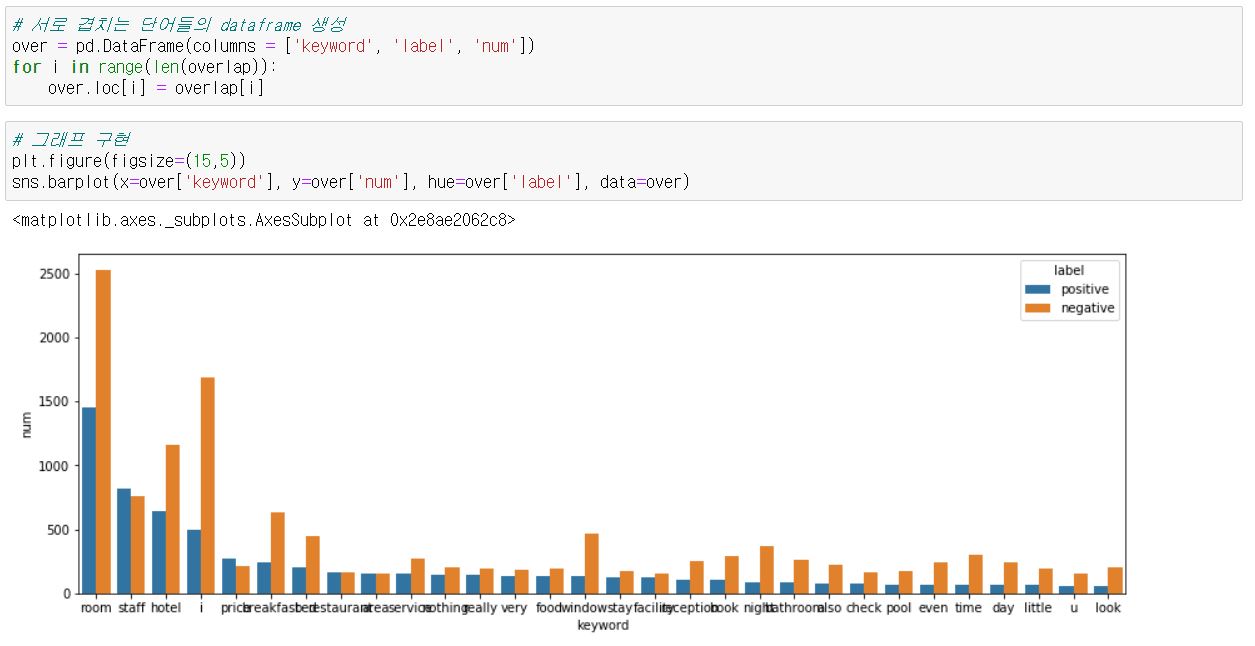 # 서로 겹치는 단어들의 dataframe 생성
over = pd.DataFrame(columns = ['keyword', 'label', 'num'])
for i in range(len(overlap)):
    over.loc[i] = overlap[i]
# 그래프 구현
plt.figure(figsize=(15,5))
sns.barplot(x=over['keyword'], y=over['num'], hue=over['label'], data=over)
<matplotlib.axes._subplots.AxesSubplot at 0x2e8ae2062c8>
label
positive
negative
2500
2000
1500
1000
500
0
num
room staff hotel i price breakfast bed restaurant area service nothing really very food window stay facility reception book night bathroom also check pool even time day little u look
keyword